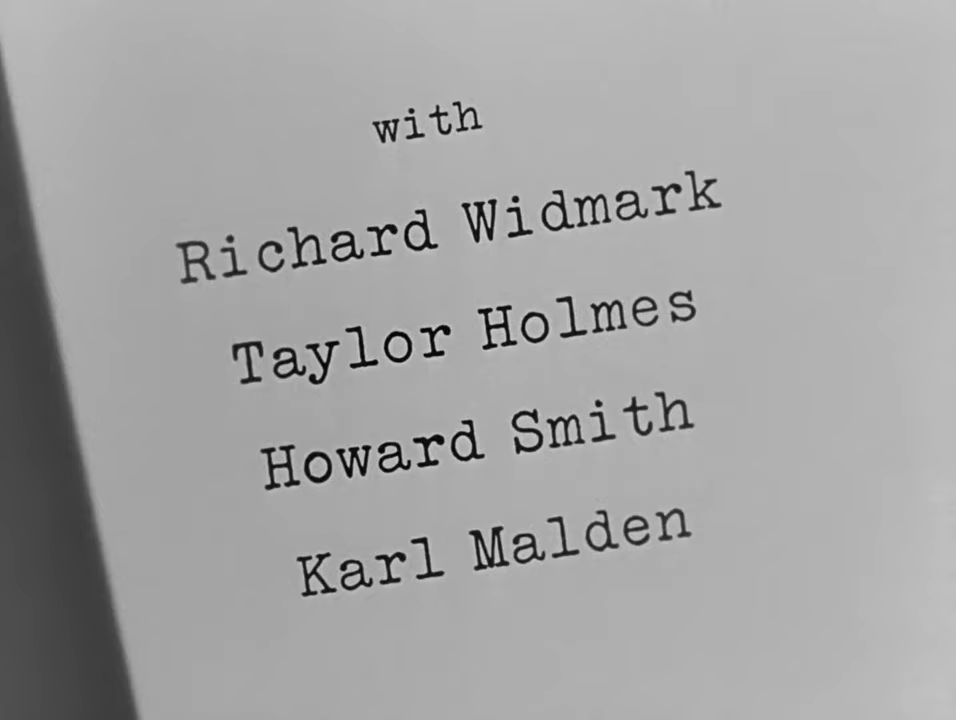 with
Richard Widmark
Taylor Holmes
Howard Smith
Karl Malden